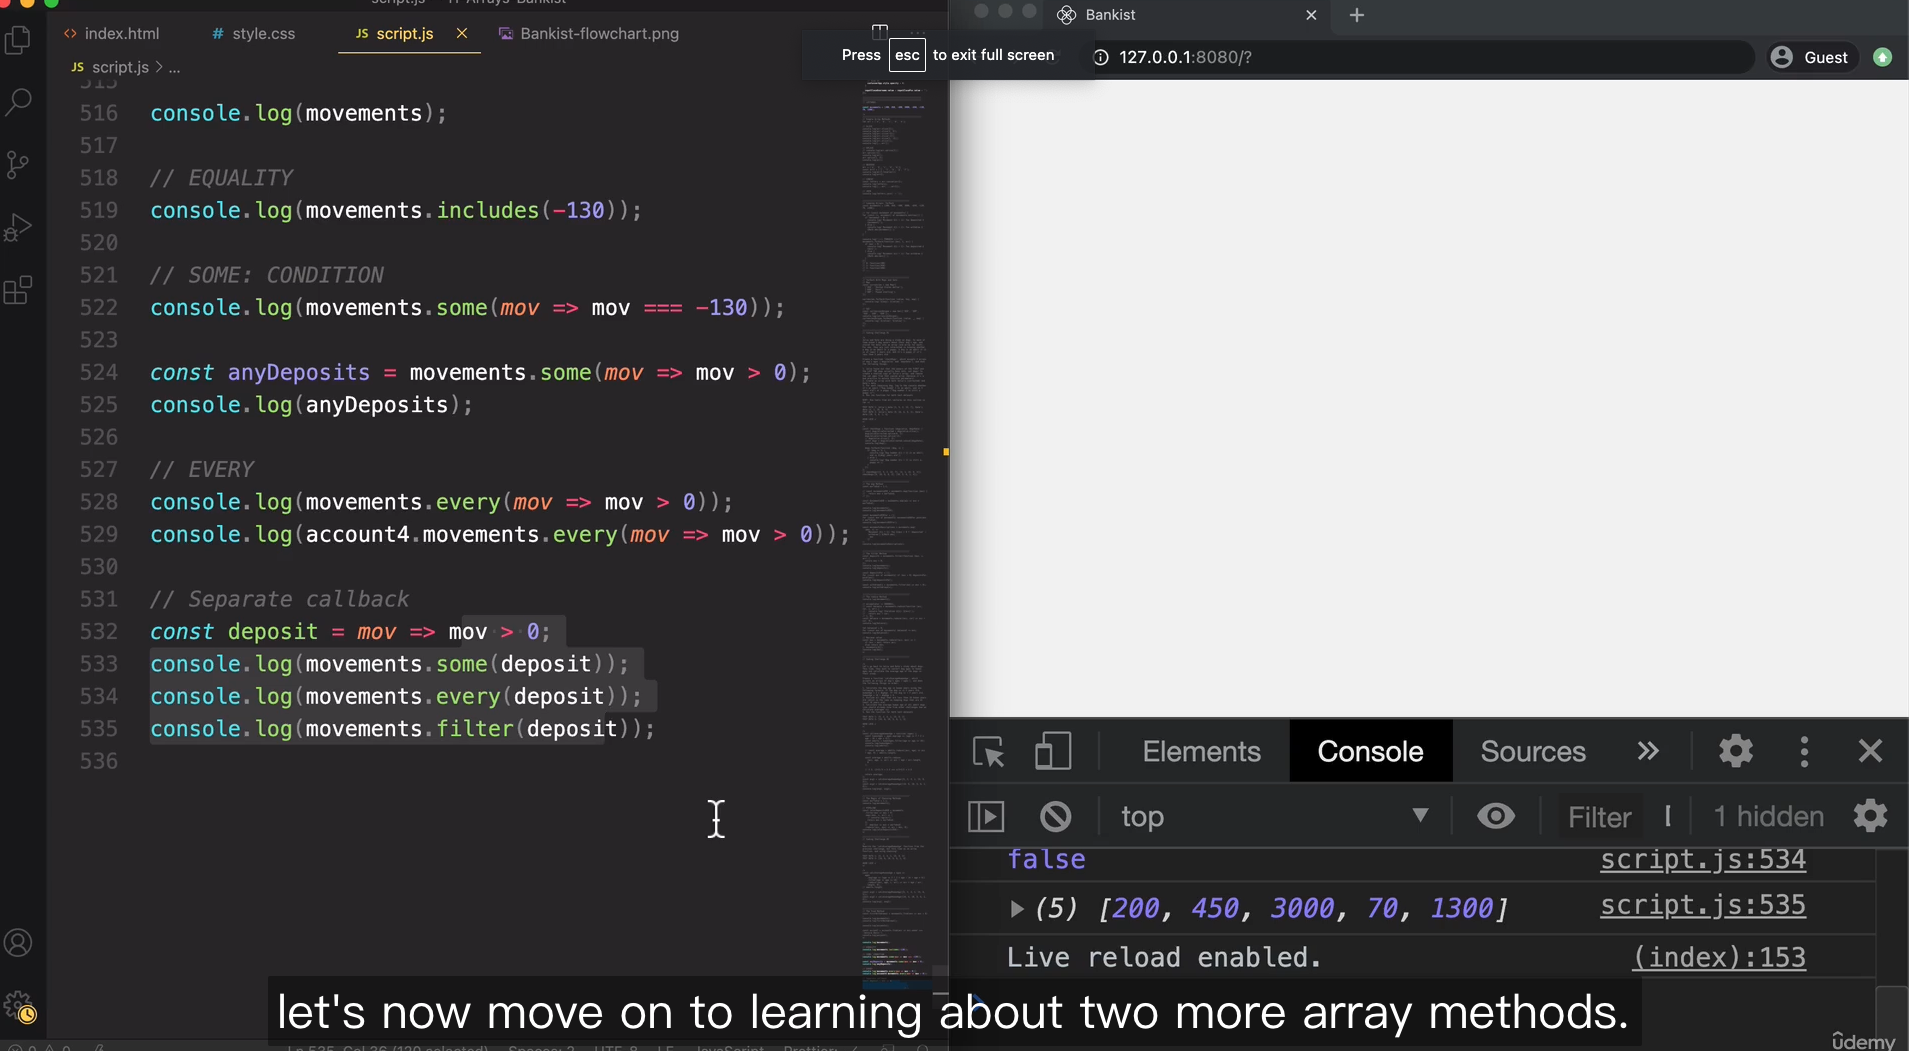 index.html
style.css
JS script.js
Bankist-flowchart.png
Bankist
Press esc to exit full screen
127.0.0.1:8080/?
Guest
JS script.js > ...
516 console.log(movements);
517
518 // EQUALITY
519 console.log(movements.includes(-130));
520
521 // SOME: CONDITION
522 console.log(movements.some(mov => mov === -130));
523
524 const anyDeposits = movements.some(mov => mov > 0);
525 console.log(anyDeposits);
526
527 // EVERY
528 console.log(movements.every(mov => mov > 0));
529 console.log(account4.movements.every(mov => mov > 0));
530
531 // Separate callback
532 const deposit = mov => mov > 0;
533 console.log(movements.some(deposit));
534 console.log(movements.every(deposit));
535 console.log(movements.filter(deposit));
536
Elements Console Sources
top Filter 1 hidden
false script.js:534
(5) [200, 450, 3000, 70, 1300] script.js:535
Live reload enabled. (index):153
let's now move on to learning about two more array methods.
ûdemy